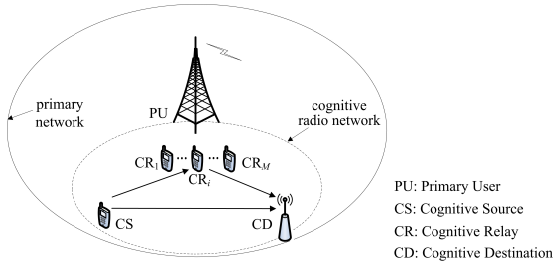 primary
network
PU
cognitive
radio network
CR1 ··· CRi ··· CRM
CS
CD
PU: Primary User
CS: Cognitive Source
CR: Cognitive Relay
CD: Cognitive Destination